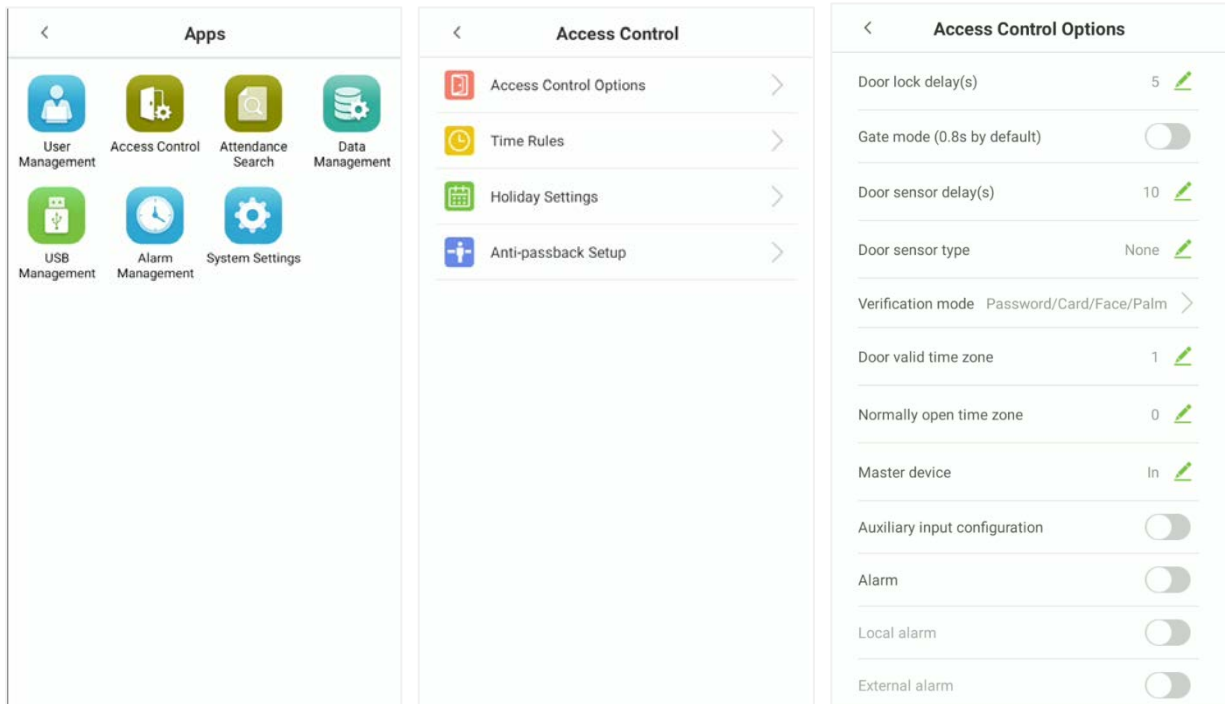 Apps
User
Management
Access Control
Attendance
Search
Data
Management
USB
Management
Alarm
Management
System Settings
Access Control
Access Control Options
Time Rules
Holiday Settings
Anti-passback Setup
Access Control Options
Door lock delay(s) 5
Gate mode (0.8s by default)
Door sensor delay(s) 10
Door sensor type None
Verification mode Password/Card/Face/Palm
Door valid time zone 1
Normally open time zone 0
Master device In
Auxiliary input configuration
Alarm
Local alarm
External alarm